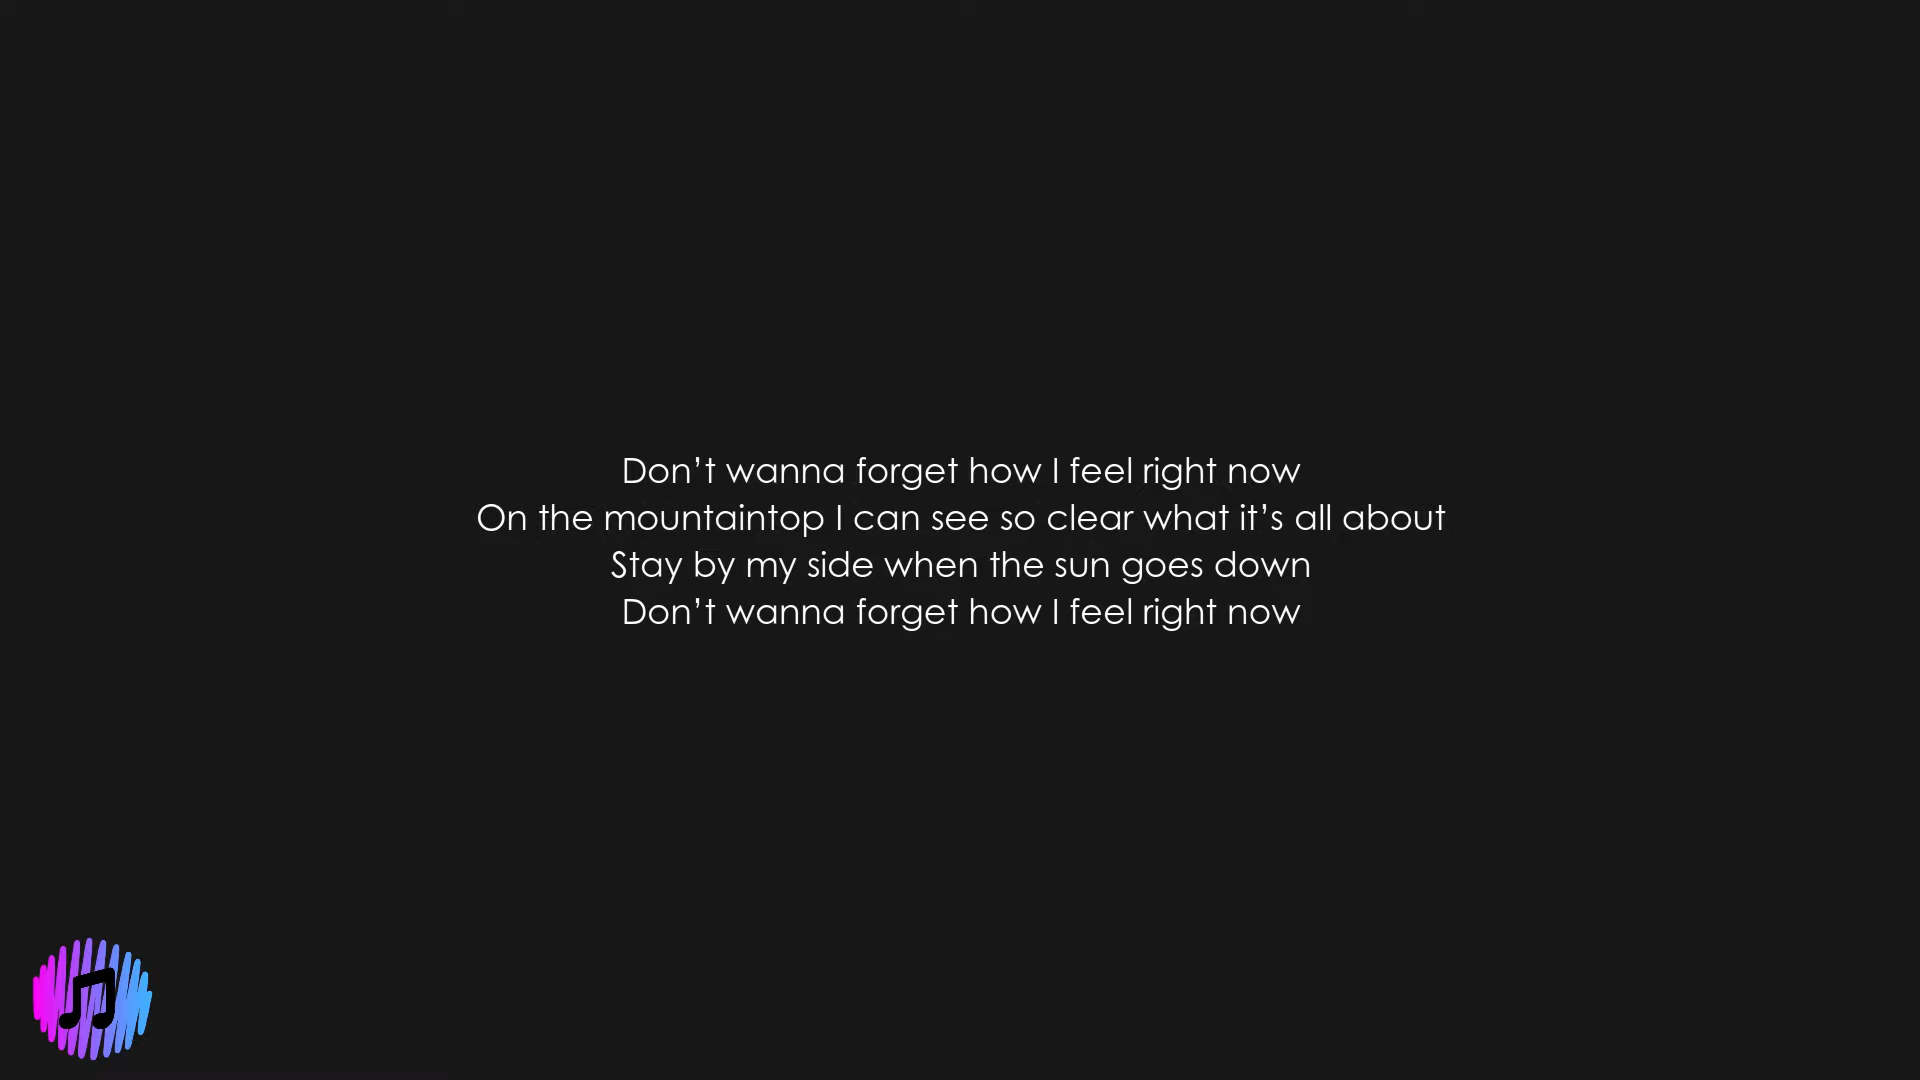 Don’t wanna forget how I feel right now
On the mountaintop I can see so clear what it’s all about
Stay by my side when the sun goes down
Don’t wanna forget how I feel right now